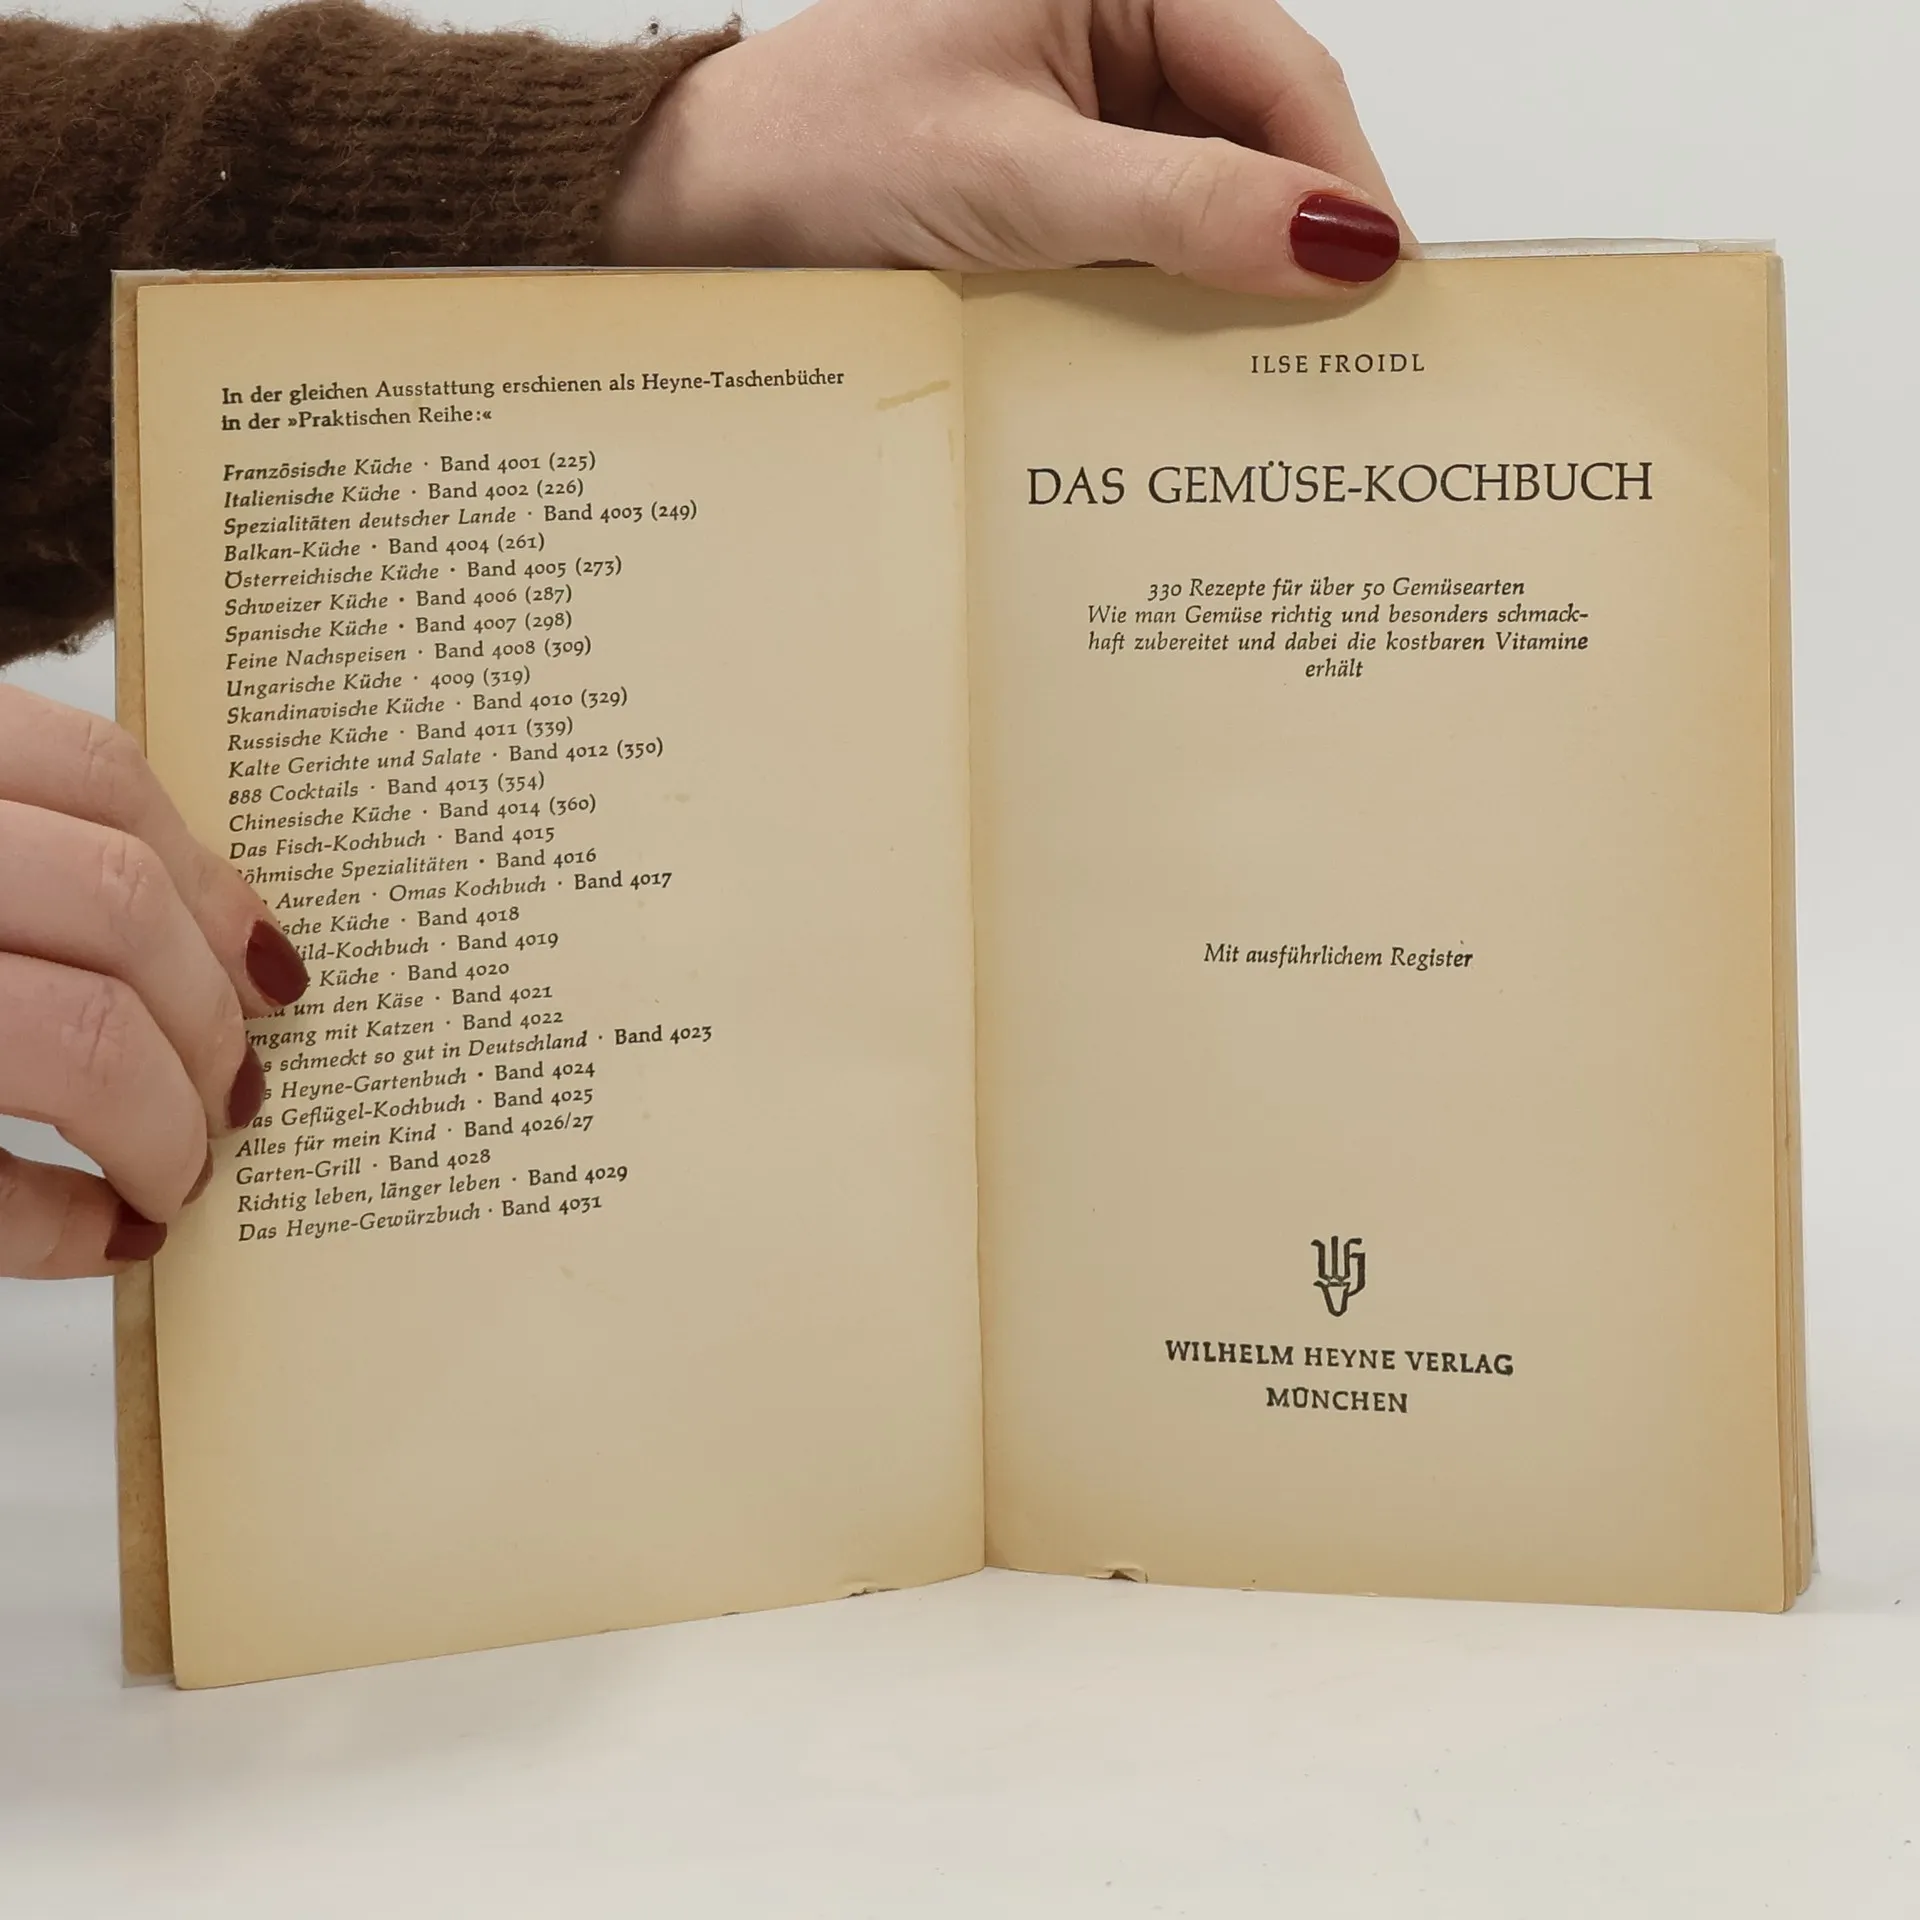 In der gleichen Ausstattung erschienen als Heyne-Taschenbücher
in der »Praktischen Reihe:«
Französische Küche · Band 4001 (225)
Italienische Küche · Band 4002 (226)
Spezialitäten deutscher Lande · Band 4003 (249)
Balkan-Küche · Band 4004 (261)
Österreichische Küche · Band 4005 (273)
Schweizer Küche · Band 4006 (287)
Spanische Küche · Band 4007 (298)
Feine Nachspeisen · Band 4008 (309)
Ungarische Küche · 4009 (319)
Skandinavische Küche · Band 4010 (329)
Russische Küche · Band 4011 (339)
Kalte Gerichte und Salate · Band 4012 (350)
888 Cocktails · Band 4013 (354)
Chinesische Küche · Band 4014 (360)
Das Fisch-Kochbuch · Band 4015
öhmische Spezialitäten · Band 4016
Aureden · Omas Kochbuch · Band 4017
sche Küche · Band 4018
ild-Kochbuch · Band 4019
Küche · Band 4020
um den Käse · Band 4021
mgang mit Katzen · Band 4022
s schmeckt so gut in Deutschland · Band 4023
s Heyne-Gartenbuch · Band 4024
as Geflügel-Kochbuch · Band 4025
Alles für mein Kind · Band 4026/27
Garten-Grill · Band 4028
Richtig leben, länger leben · Band 4029
Das Heyne-Gewürzbuch · Band 4031
ILSE FROIDL
DAS GEMÜSE-KOCHBUCH
330 Rezepte für über 50 Gemüsearten
Wie man Gemüse richtig und besonders schmack-
haft zubereitet und dabei die kostbaren Vitamine
erhält
Mit ausführlichem Register
WILHELM HEYNE VERLAG
MÜNCHEN